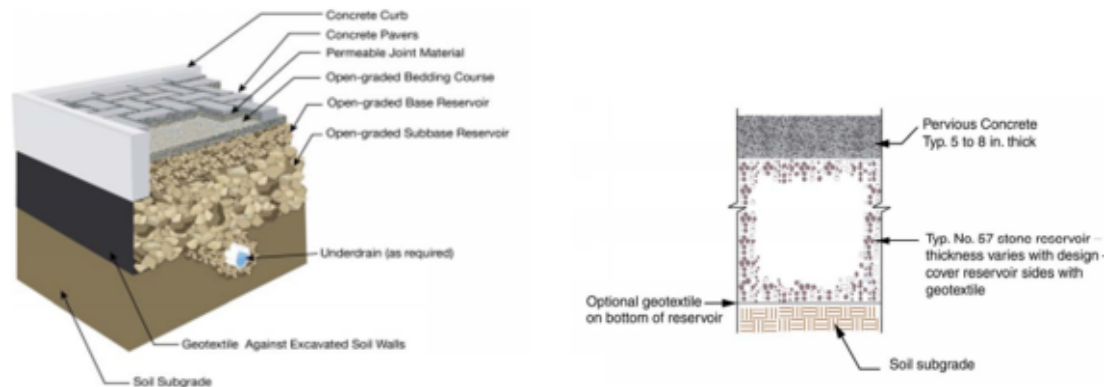 Concrete Curb
Concrete Pavers
Permeable Joint Material
Open-graded Bedding Course
Open-graded Base Reservoir
Open-graded Subbase Reservoir
Underdrain (as required)
Geotextile Against Excavated Soil Walls
Soil Subgrade
Pervious Concrete
Typ. 5 to 8 in. thick
Typ. No. 57 stone reservoir –
thickness varies with design -
cover reservoir sides with
geotextile
Optional geotextile
on bottom of reservoir
Soil subgrade